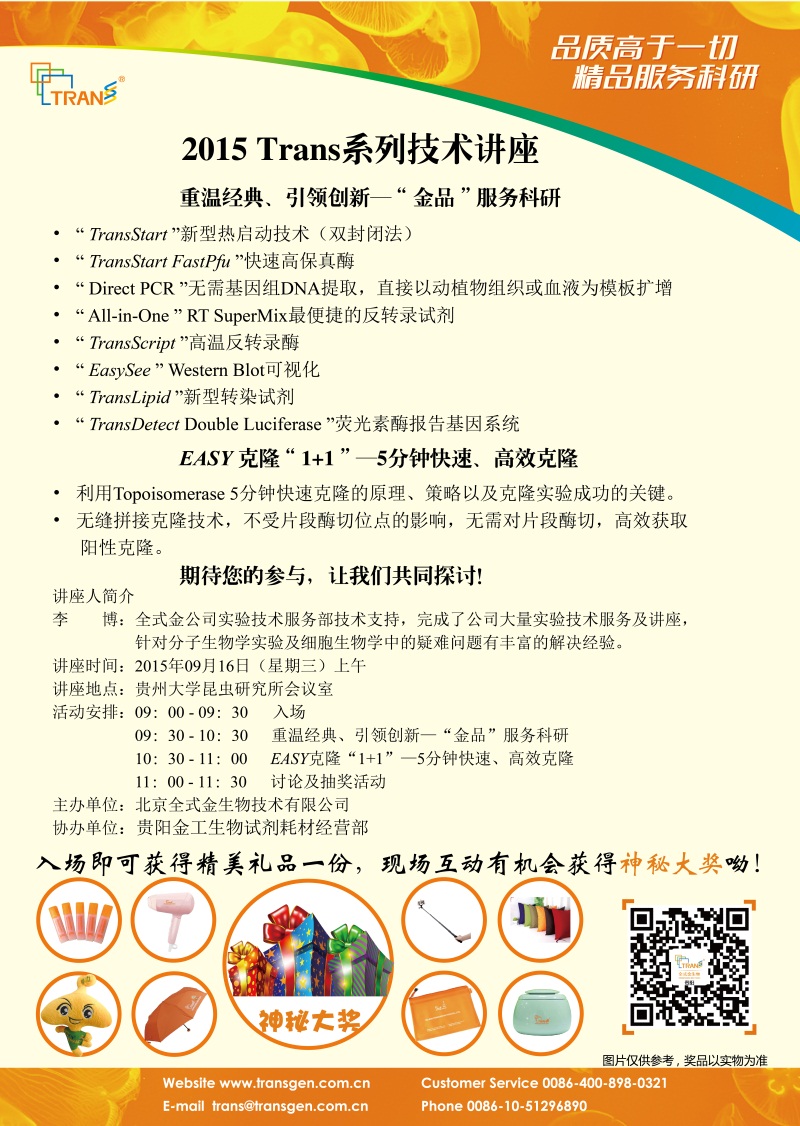 品质高于一切
精品服务科研
TRANS®
2015 Trans系列技术讲座
重温经典、引领创新—“金品”服务科研
• “ TransStart ”新型热启动技术（双封闭法）
• “ TransStart FastPfu ”快速高保真酶
• “ Direct PCR ”无需基因组DNA提取，直接以动植物组织或血液为模板扩增
• “ All-in-One ” RT SuperMix最便捷的反转录试剂
• “ TransScript ”高温反转录酶
• “ EasySee ” Western Blot可视化
• “ TransLipid ”新型转染试剂
• “ TransDetect Double Luciferase ”荧光素酶报告基因系统
EASY 克隆“ 1+1 ”—5分钟快速、高效克隆
• 利用Topoisomerase 5分钟快速克隆的原理、策略以及克隆实验成功的关键。
• 无缝拼接克隆技术，不受片段酶切位点的影响，无需对片段酶切，高效获取
阳性克隆。
期待您的参与，让我们共同探讨!
讲座人简介
李 博：全式金公司实验技术服务部技术支持，完成了公司大量实验技术服务及讲座，
针对分子生物学实验及细胞生物学中的疑难问题有丰富的解决经验。
讲座时间：2015年09月16日（星期三）上午
讲座地点：贵州大学昆虫研究所会议室
活动安排：09：00 - 09：30 入场
09：30 - 10：30 重温经典、引领创新—“金品”服务科研
10：30 - 11：00 EASY克隆“1+1”—5分钟快速、高效克隆
11：00 - 11：30 讨论及抽奖活动
主办单位：北京全式金生物技术有限公司
协办单位：贵阳金工生物试剂耗材经营部
入场即可获得精美礼品一份，现场互动有机会获得神秘大奖呦！
神秘大奖
TRANS
图片仅供参考，奖品以实物为准
Website www.transgen.com.cn Customer Service 0086-400-898-0321
E-mail trans@transgen.com.cn Phone 0086-10-51296890